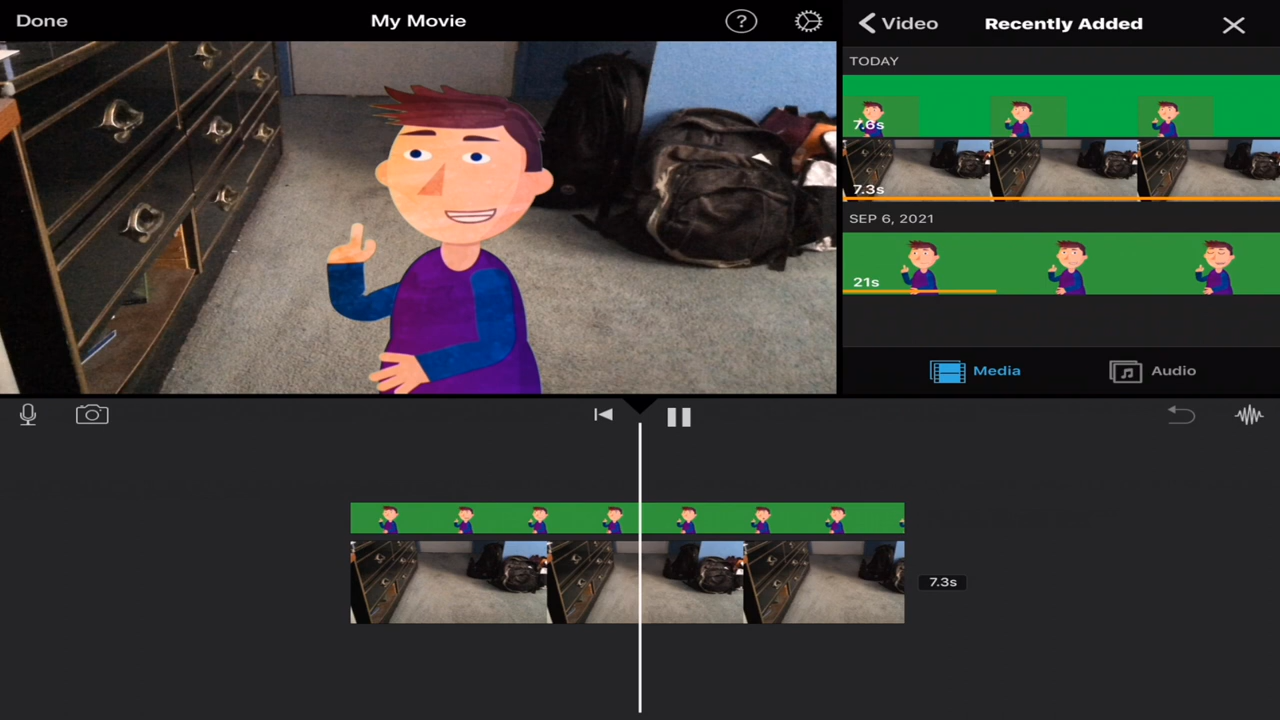 Done
My Movie
?
Video
Recently Added
TODAY
7.6s
7.3s
SEP 6, 2021
21s
Media
Audio
7.3s